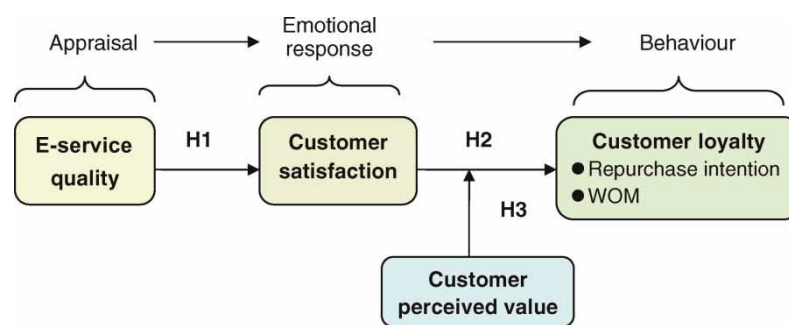 Appraisal
Emotional
response
Behaviour
E-service
quality
H1
Customer
satisfaction
H2
Customer loyalty
● Repurchase intention
● WOM
H3
Customer
perceived value